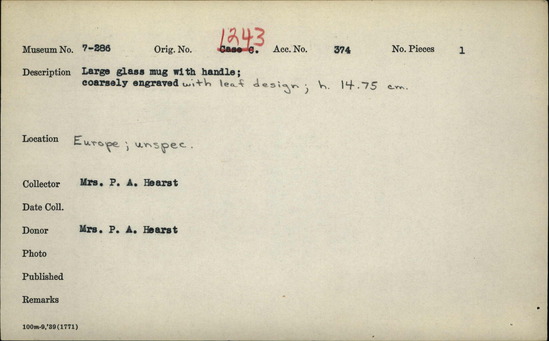 1243
Museum No. 7-286 Orig. No. Case 6. Acc. No. 374 No. Pieces 1
Description Large glass mug with handle;
coarsely engraved with leaf design; h. 14.75 cm.
Location Europe; unspec.
Collector Mrs. P. A. Hearst
Date Coll.
Donor Mrs. P. A. Hearst
Photo
Published
Remarks
100m-9,'39(1771)